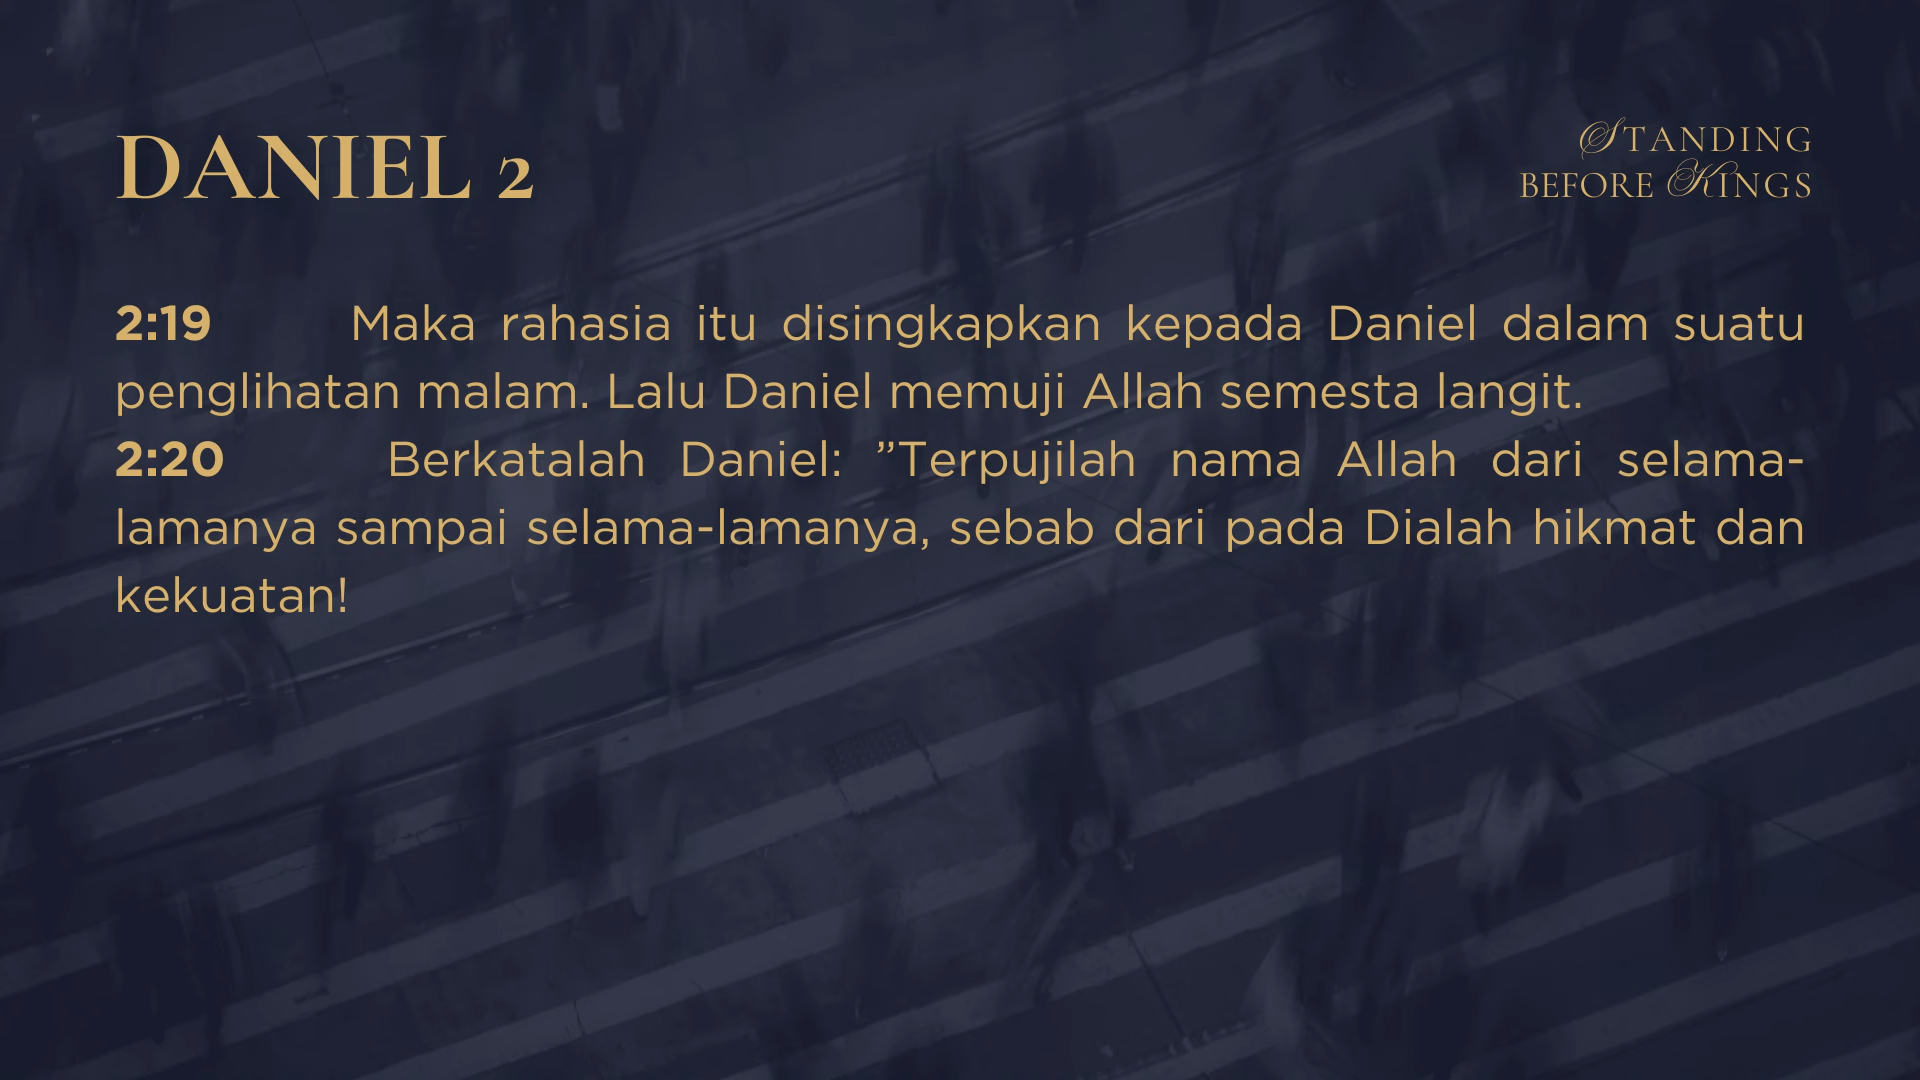 DANIEL 2
STANDING
BEFORE KINGS
2:19 Maka rahasia itu disingkapkan kepada Daniel dalam suatu
penglihatan malam. Lalu Daniel memuji Allah semesta langit.
2:20 Berkatalah Daniel: ”Terpujilah nama Allah dari selama-
lamanya sampai selama-lamanya, sebab dari pada Dialah hikmat dan
kekuatan!